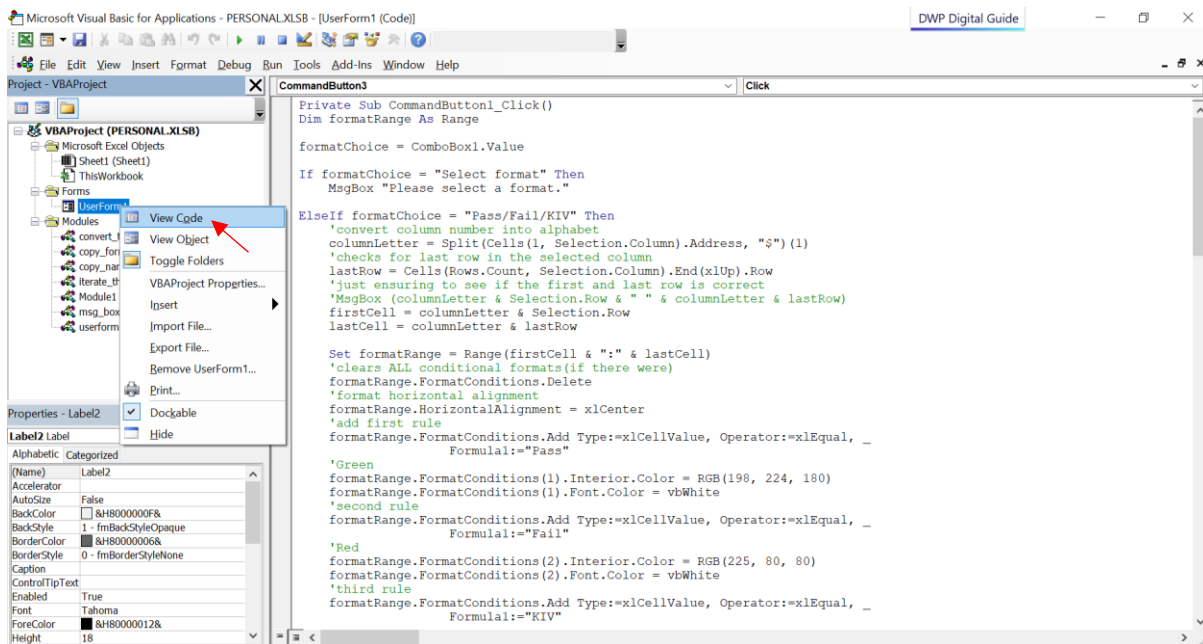 Microsoft Visual Basic for Applications - PERSONAL.XLSB - [UserForm1 (Code)]
DWP Digital Guide
File Edit View Insert Format Debug Run Tools Add-Ins Window Help
Project - VBAProject
VBAProject (PERSONAL.XLSB)
Microsoft Excel Objects
Sheet1 (Sheet1)
ThisWorkbook
Forms
UserForm1
Modules
Module1
msg_box
userform
View Code
View Object
Toggle Folders
VBAProject Properties...
Insert
Import File...
Export File...
Remove UserForm1...
Print...
Dockable
Hide
Properties - Label2
Label2 Label
Alphabetic Categorized
(Name) Label2
Accelerator
AutoSize False
BackColor &H8000000F&
BackStyle 1 - fmBackStyleOpaque
BorderColor &H80000006&
BorderStyle 0 - fmBorderStyleNone
Caption
ControlTipText
Enabled True
Font Tahoma
ForeColor &H80000012&
Height 18
CommandButton3
Click
Private Sub CommandButton1_Click()
Dim formatRange As Range
formatChoice = ComboBox1.Value
If formatChoice = "Select format" Then
MsgBox "Please select a format."
ElseIf formatChoice = "Pass/Fail/KIV" Then
'convert column number into alphabet
columnLetter = Split(Cells(1, Selection.Column).Address, "$")(1)
'checks for last row in the selected column
lastRow = Cells(Rows.Count, Selection.Column).End(xlUp).Row
'just ensuring to see if the first and last row is correct
'MsgBox (columnLetter & Selection.Row & " " & columnLetter & lastRow)
firstCell = columnLetter & Selection.Row
lastCell = columnLetter & lastRow
Set formatRange = Range(firstCell & ":" & lastCell)
'clears ALL conditional formats(if there were)
formatRange.FormatConditions.Delete
'format horizontal alignment
formatRange.HorizontalAlignment = xlCenter
'add first rule
formatRange.FormatConditions.Add Type:=xlCellValue, Operator:=xlEqual, _
Formula1:="Pass"
'Green
formatRange.FormatConditions(1).Interior.Color = RGB(198, 224, 180)
formatRange.FormatConditions(1).Font.Color = vbWhite
'second rule
formatRange.FormatConditions.Add Type:=xlCellValue, Operator:=xlEqual, _
Formula1:="Fail"
'Red
formatRange.FormatConditions(2).Interior.Color = RGB(225, 80, 80)
formatRange.FormatConditions(2).Font.Color = vbWhite
'third rule
formatRange.FormatConditions.Add Type:=xlCellValue, Operator:=xlEqual, _
Formula1:="KIV"